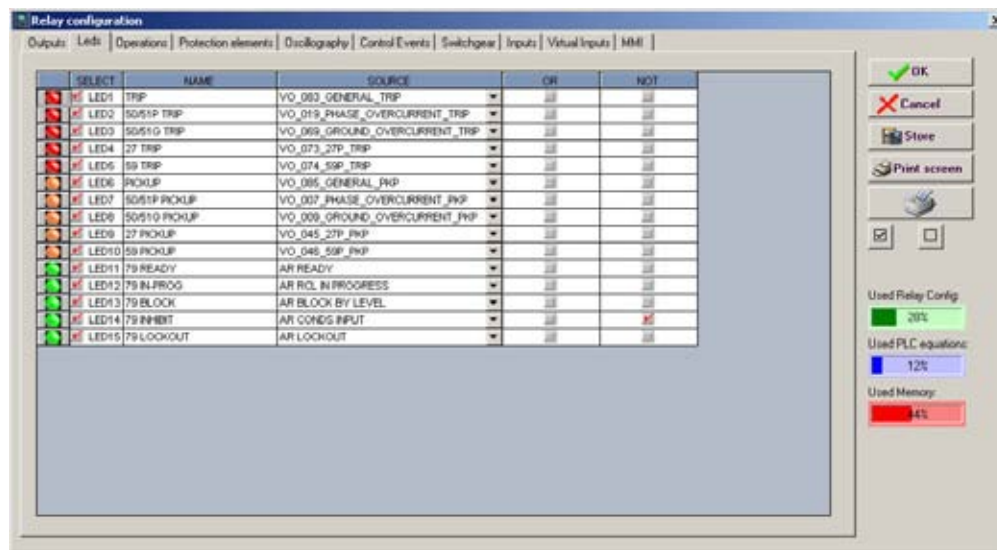 Relay configuration
Outputs Leds Operations Protection elements Oscillography Control Events Switchgear Inputs Virtual Inputs MMI
SELECT NAME SOURCE OR NOT
LED1 TRIP VO_083_GENERAL_TRIP
LED2 50/51P TRIP VO_019_PHASE_OVERCURRENT_TRIP
LED3 50/51G TRIP VO_069_GROUND_OVERCURRENT_TRIP
LED4 27 TRIP VO_073_27P_TRIP
LED5 59 TRIP VO_074_59P_TRIP
LED6 PICKUP VO_085_GENERAL_PKP
LED7 50/51P PICKUP VO_007_PHASE_OVERCURRENT_PKP
LED8 50/51G PICKUP VO_009_GROUND_OVERCURRENT_PKP
LED9 27 PICKUP VO_045_27P_PKP
LED10 59 PICKUP VO_046_59P_PKP
LED11 79 READY AR READY
LED12 79 IN-PROG AR RCL IN PROGRESS
LED13 79 BLOCK AR BLOCK BY LEVEL
LED14 79 INHIBIT AR CONDS INPUT
LED15 79 LOCKOUT AR LOCKOUT
OK
Cancel
Store
Print screen
Used Relay Config:
28%
Used PLC equations:
12%
Used Memory:
44%